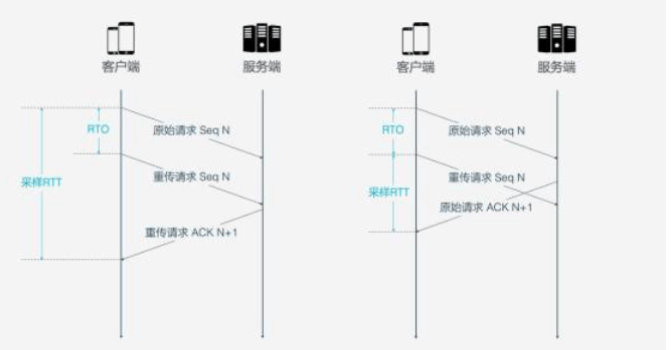 客户端
服务端
RTO
原始请求 Seq N
采样RTT
重传请求 Seq N
重传请求 ACK N+1
客户端
服务端
RTO
原始请求 Seq N
采样RTT
重传请求 Seq N
原始请求 ACK N+1